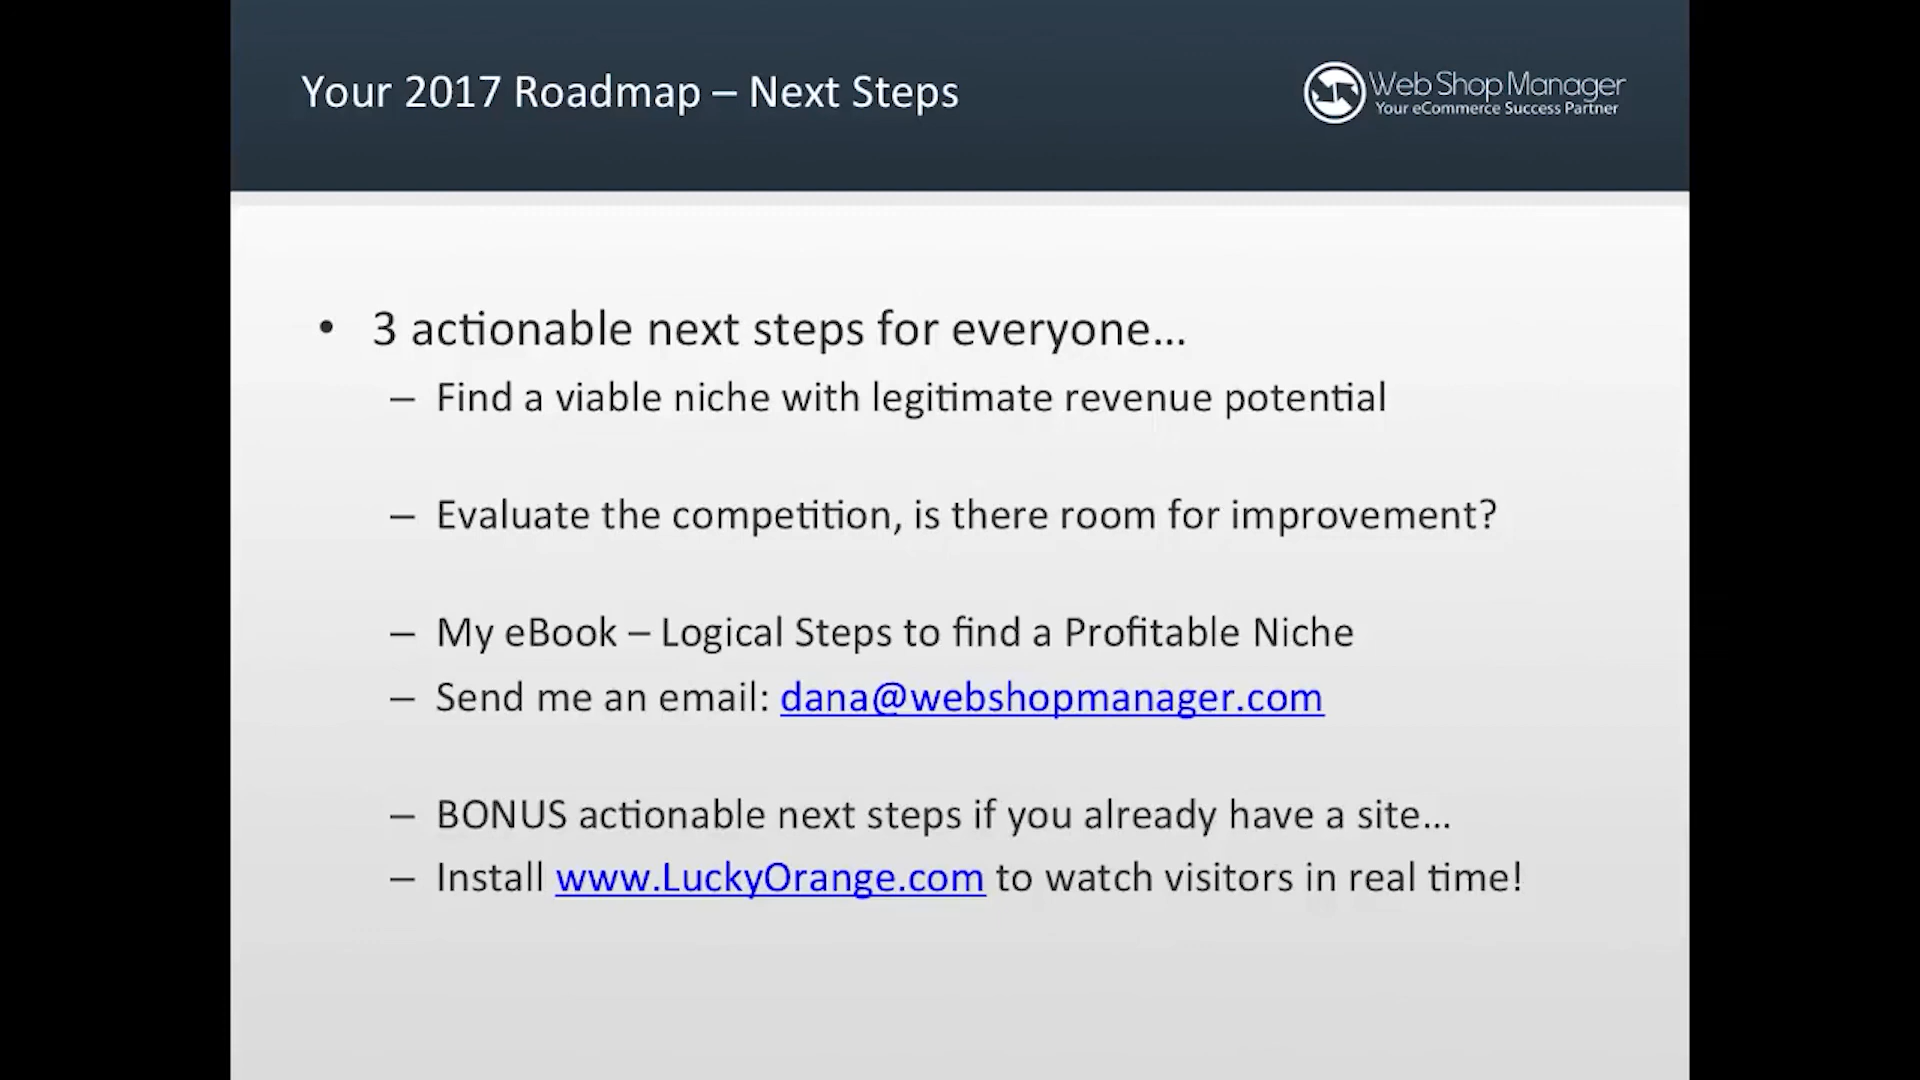 Your 2017 Roadmap – Next Steps
Web Shop Manager
Your eCommerce Success Partner
• 3 actionable next steps for everyone...
– Find a viable niche with legitimate revenue potential
– Evaluate the competition, is there room for improvement?
– My eBook – Logical Steps to find a Profitable Niche
– Send me an email: dana@webshopmanager.com
– BONUS actionable next steps if you already have a site...
– Install www.LuckyOrange.com to watch visitors in real time!